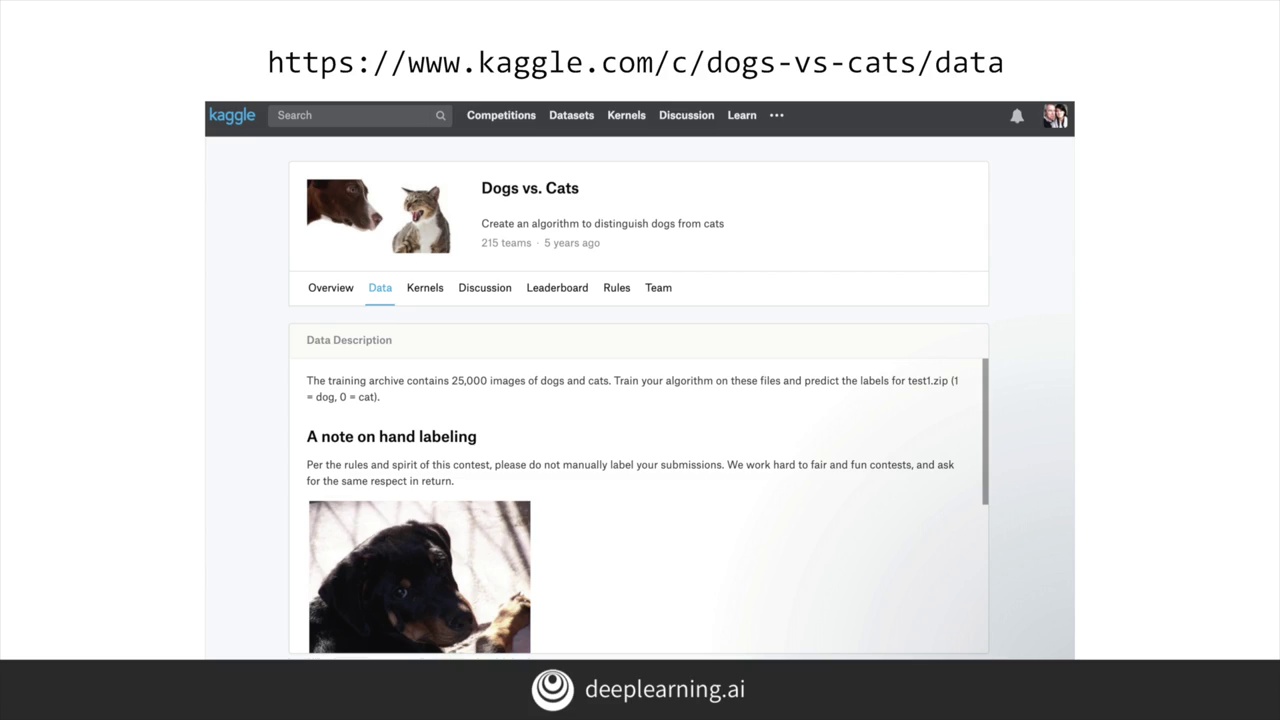 https://www.kaggle.com/c/dogs-vs-cats/data
kaggle Search Competitions Datasets Kernels Discussion Learn ···
Dogs vs. Cats
Create an algorithm to distinguish dogs from cats
215 teams · 5 years ago
Overview Data Kernels Discussion Leaderboard Rules Team
Data Description
The training archive contains 25,000 images of dogs and cats. Train your algorithm on these files and predict the labels for test1.zip (1
= dog, 0 = cat).
A note on hand labeling
Per the rules and spirit of this contest, please do not manually label your submissions. We work hard to fair and fun contests, and ask
for the same respect in return.
deeplearning.ai